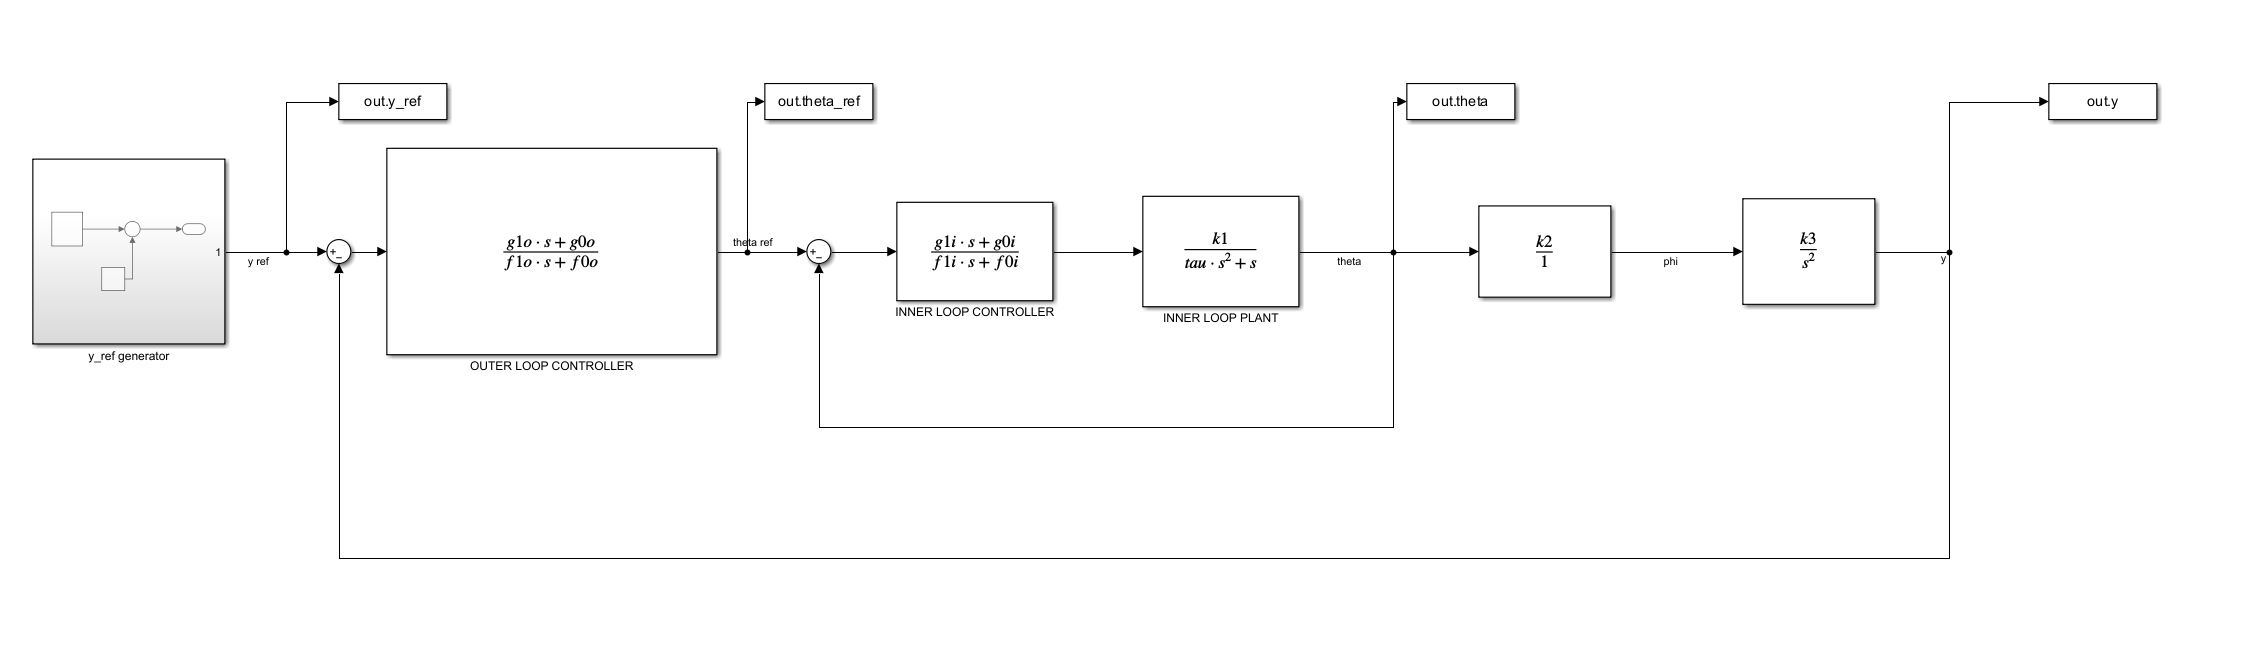 out.y_ref
out.theta_ref
out.theta
out.y
1
y ref
+
−
g1o · s + g0o
f1o · s + f0o
theta ref
+
−
g1i · s + g0i
f1i · s + f0i
k1
tau · s² + s
theta
k2
1
phi
k3
s²
y
y_ref generator
OUTER LOOP CONTROLLER
INNER LOOP CONTROLLER
INNER LOOP PLANT